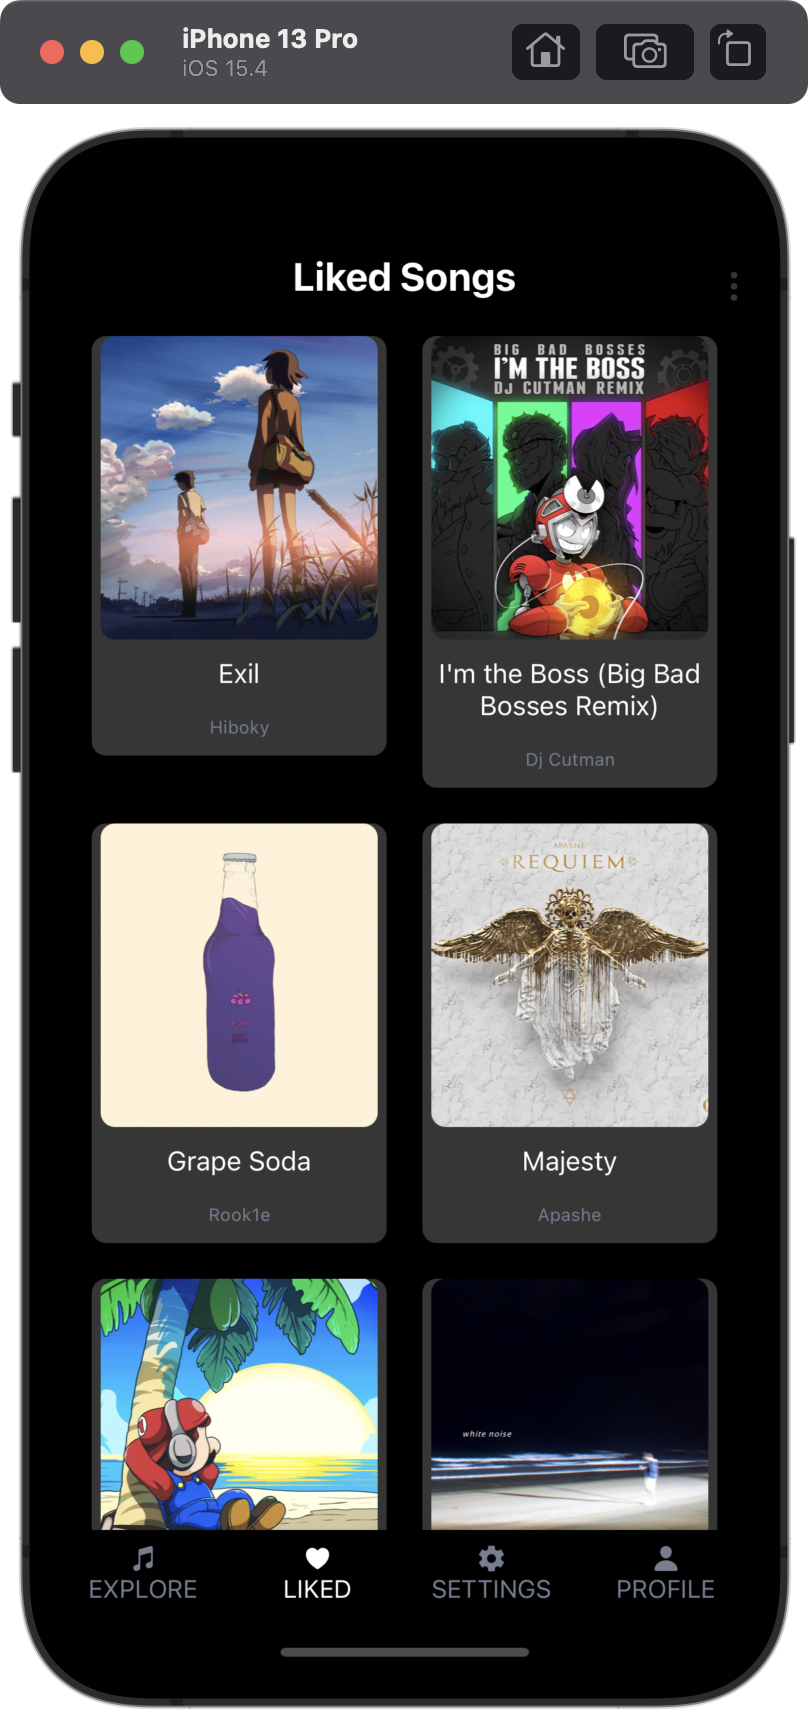 iPhone 13 Pro
iOS 15.4
Liked Songs
BIG BAD BOSSES
I'M THE BOSS
DJ CUTMAN REMIX
Exil
Hiboky
I'm the Boss (Big Bad
Bosses Remix)
Dj Cutman
APASHE
REQUIEM
Grape Soda
Rook1e
Majesty
Apashe
white noise
EXPLORE
LIKED
SETTINGS
PROFILE